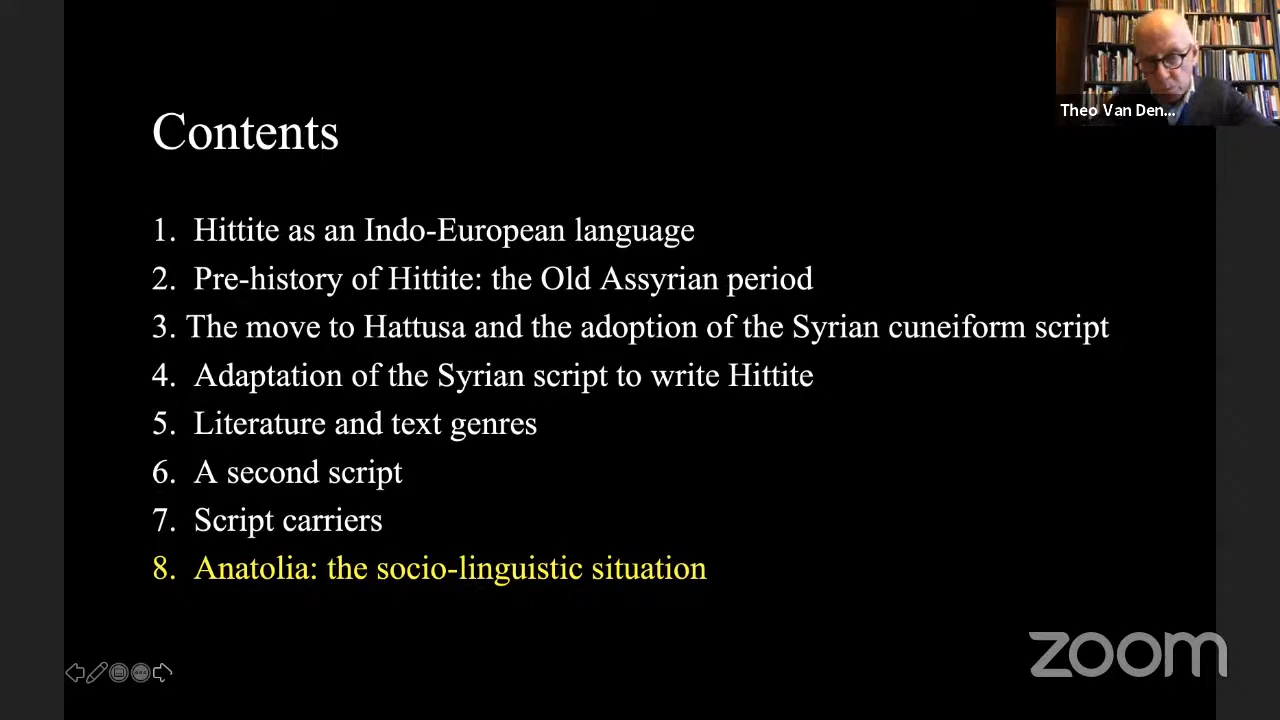 Contents
1. Hittite as an Indo-European language
2. Pre-history of Hittite: the Old Assyrian period
3. The move to Hattusa and the adoption of the Syrian cuneiform script
4. Adaptation of the Syrian script to write Hittite
5. Literature and text genres
6. A second script
7. Script carriers
8. Anatolia: the socio-linguistic situation
Theo Van Den...
zoom